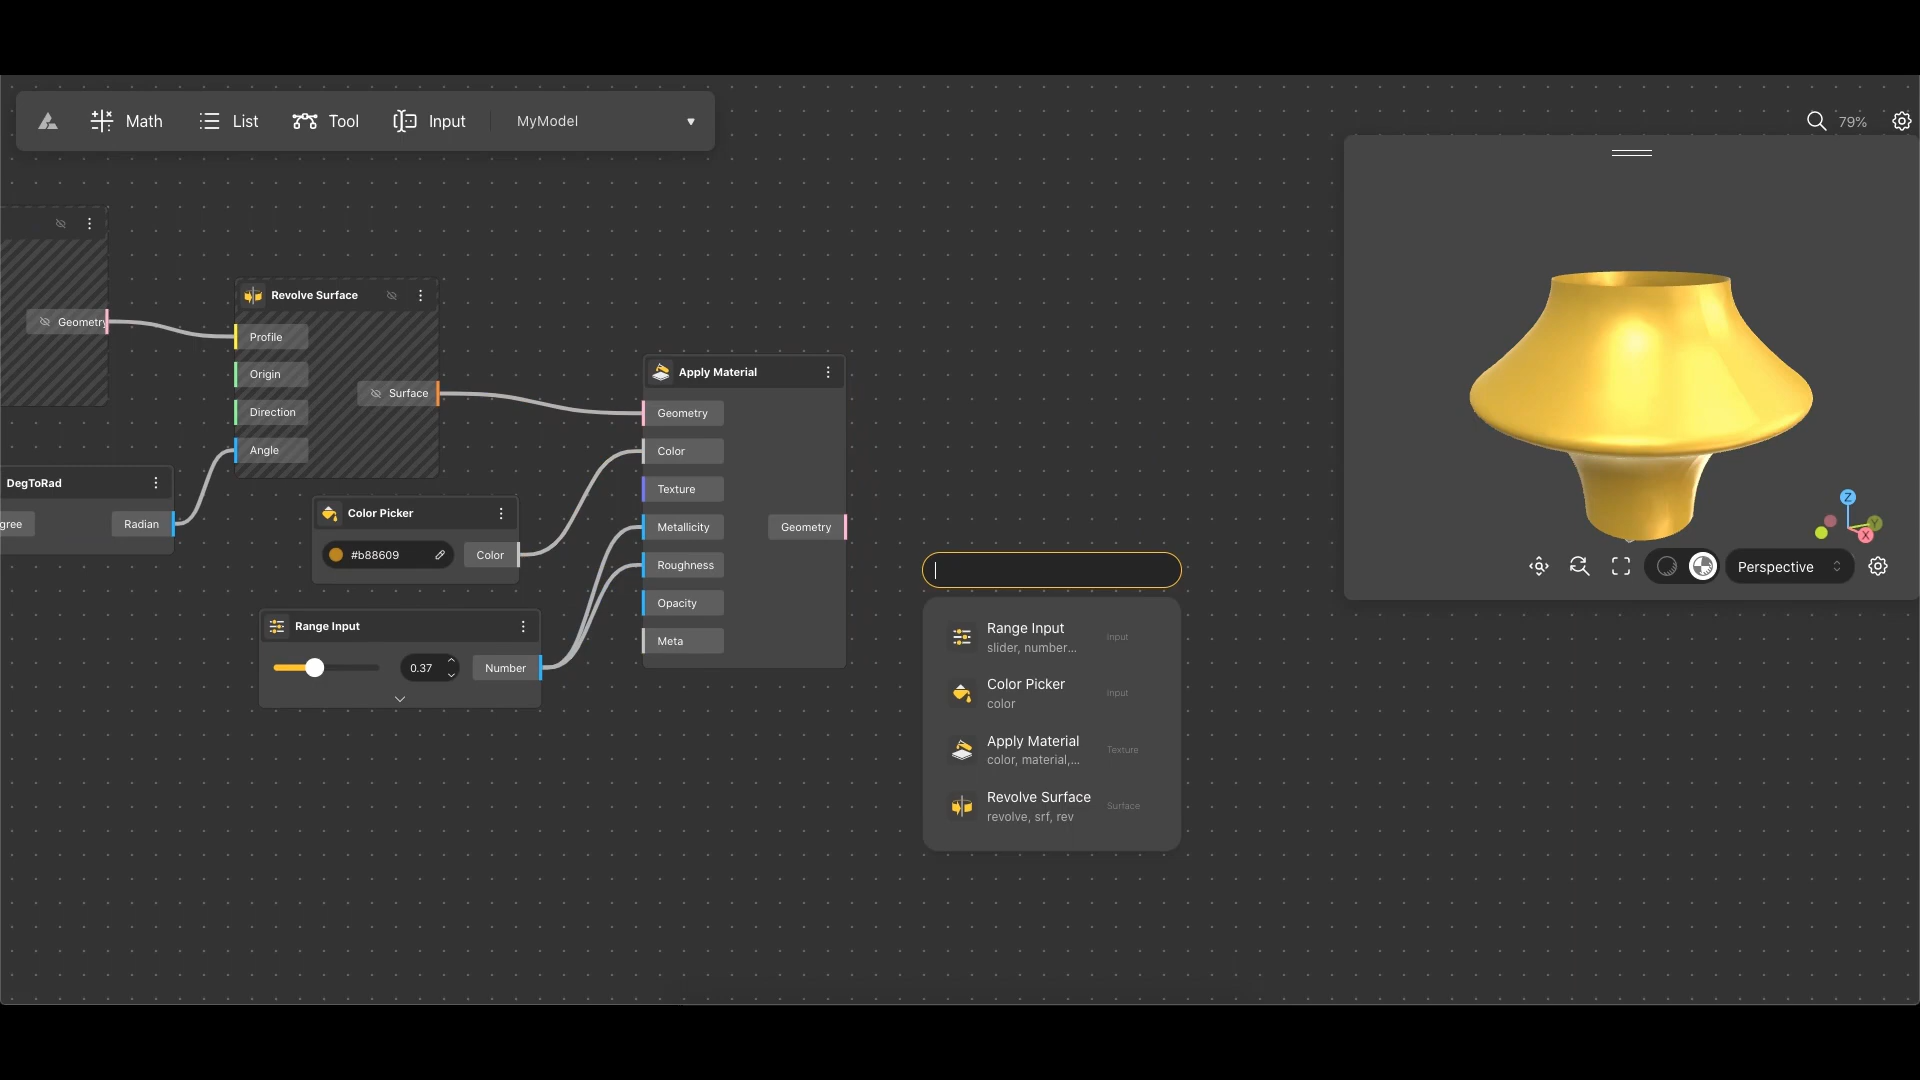 Math
List
Tool
Input
MyModel
79%
Geometry
Revolve Surface
Profile
Origin
Direction
Angle
Surface
DegToRad
gree
Radian
Color Picker
#b88609
Color
Range Input
0.37
Number
Apply Material
Geometry
Color
Texture
Metallicity
Roughness
Opacity
Meta
Geometry
Range Input
slider, number...
Input
Color Picker
color
Input
Apply Material
color, material,...
Texture
Revolve Surface
revolve, srf, rev
Surface
Z
Y
X
Perspective